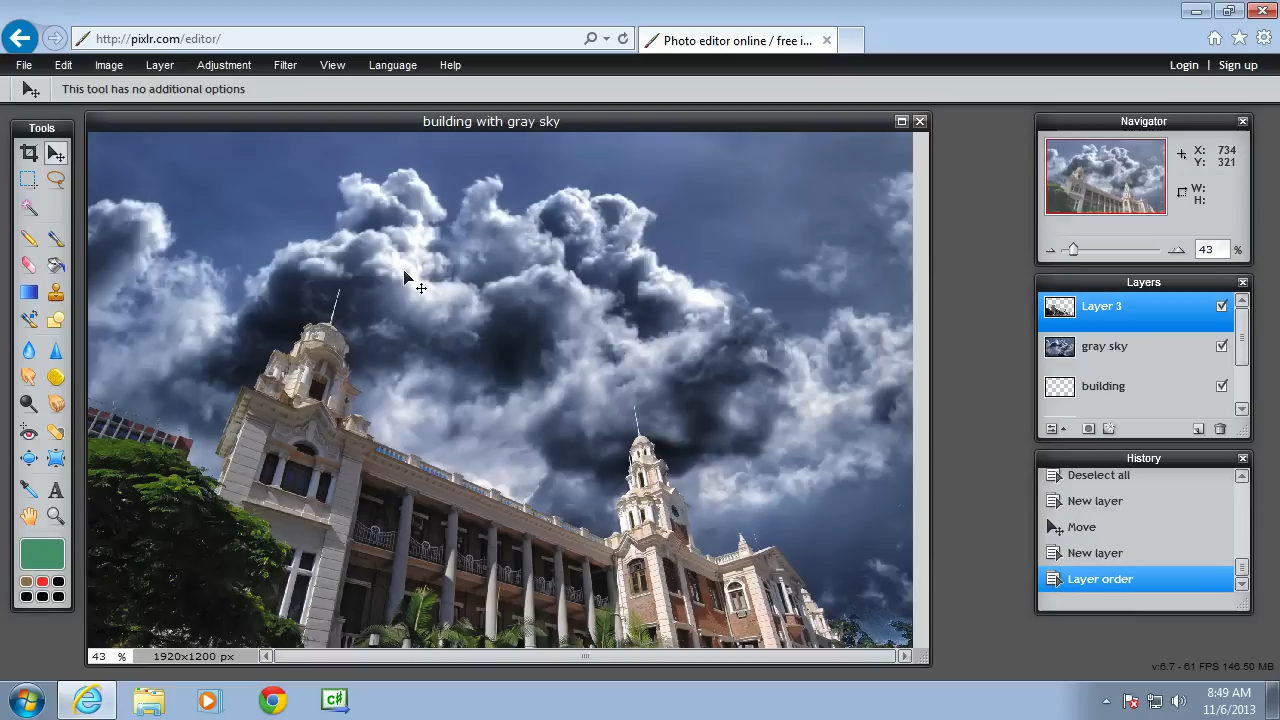 http://pixlr.com/editor/
Photo editor online / free i...
File Edit Image Layer Adjustment Filter View Language Help
Login | Sign up
This tool has no additional options
Tools
A
building with gray sky
43 % 1920x1200 px
Navigator
X: 734
Y: 321
W:
H:
43 %
Layers
Layer 3
gray sky
building
History
Deselect all
New layer
Move
New layer
Layer order
v:6.7 - 61 FPS 146.50 MB
C#
8:49 AM
11/6/2013